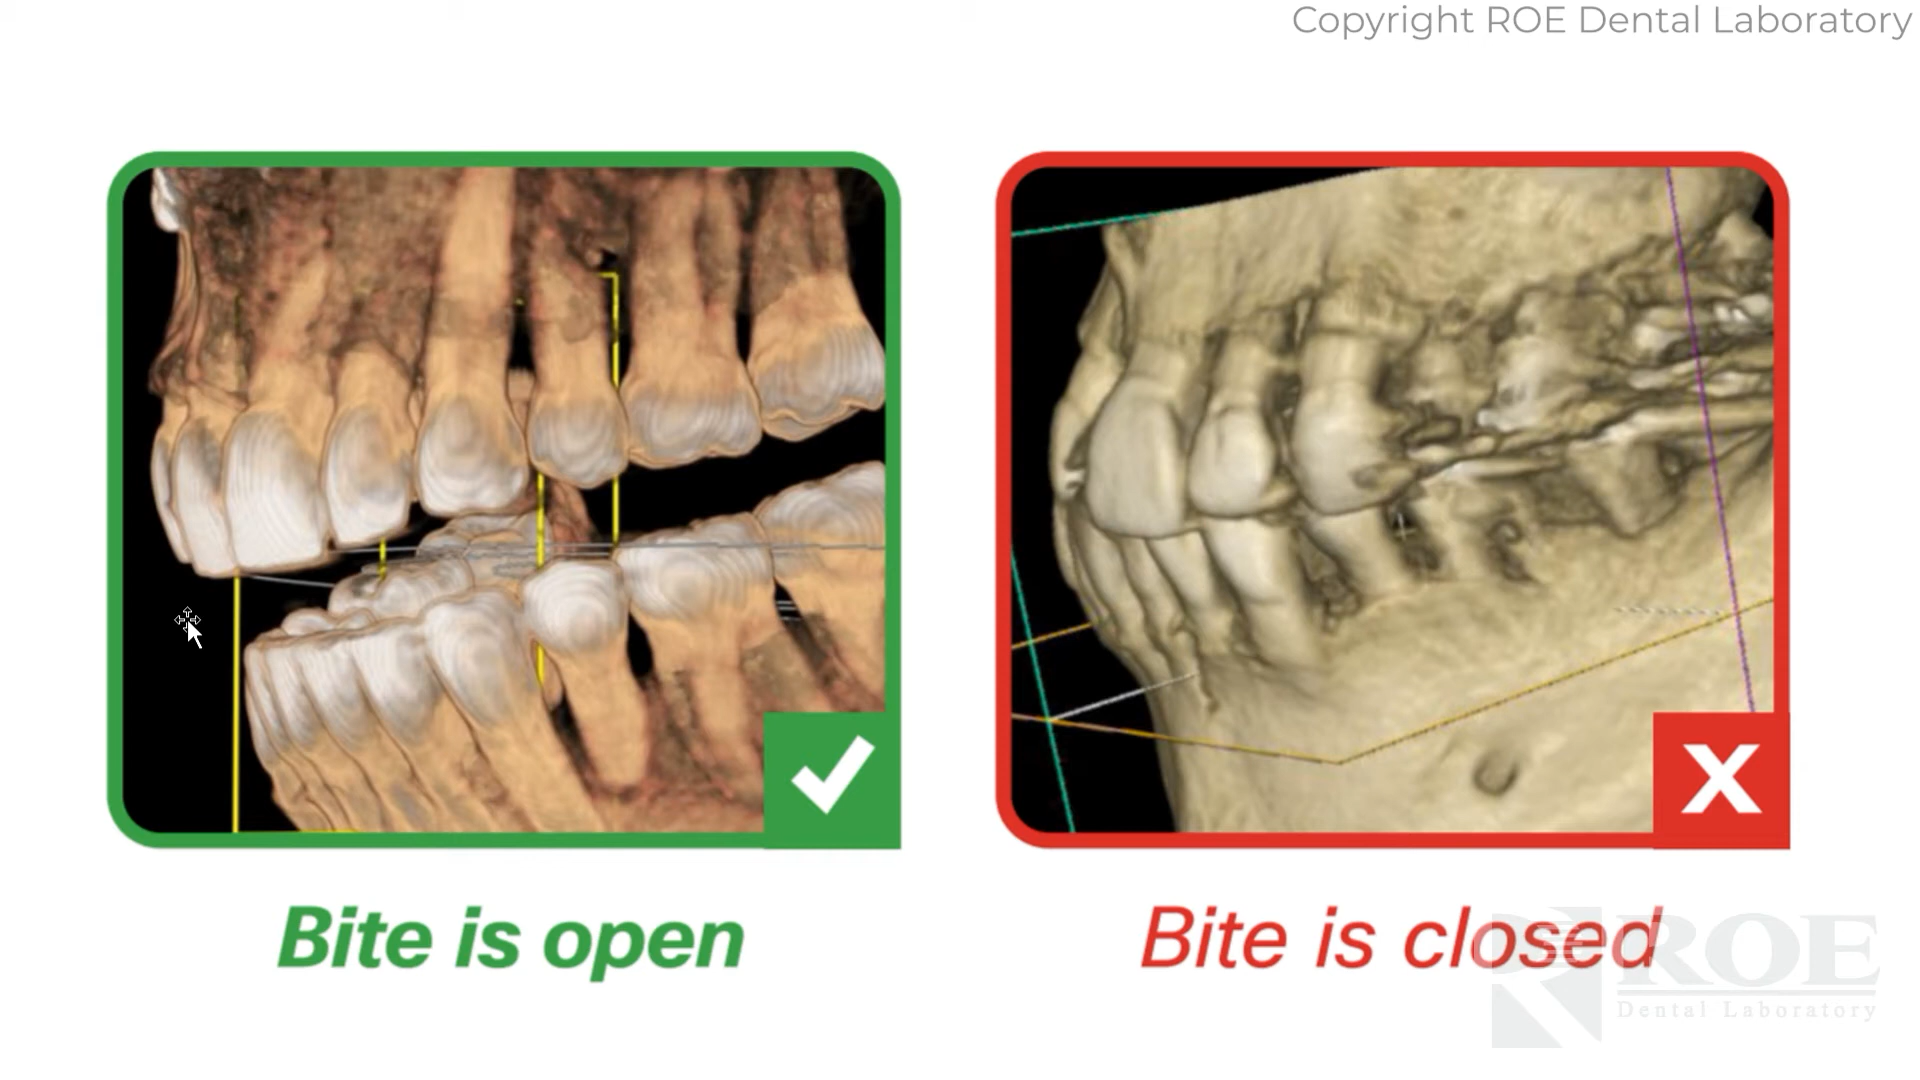 Copyright ROE Dental Laboratory
Bite is open
Bite is closed
ROE
Dental Laboratory